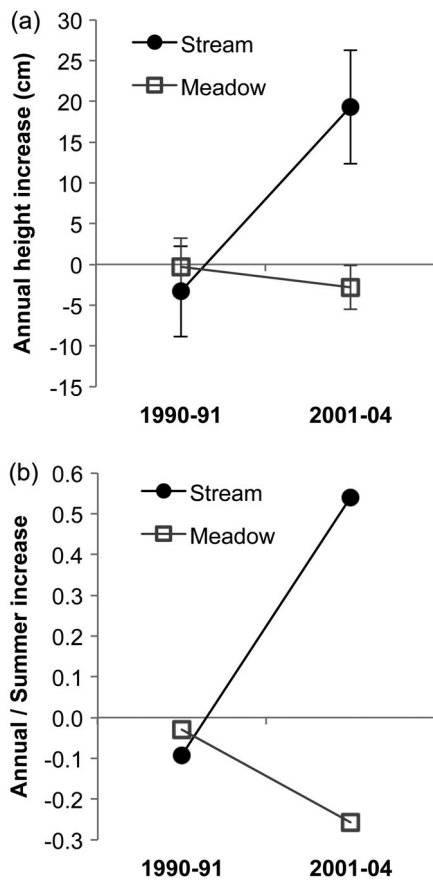 (a)
Annual height increase (cm)
30
25
20
15
10
5
0
-5
-10
-15
Stream
Meadow
1990-91 2001-04
(b)
Annual / Summer increase
0.6
0.5
0.4
0.3
0.2
0.1
0.0
-0.1
-0.2
-0.3
Stream
Meadow
1990-91 2001-04